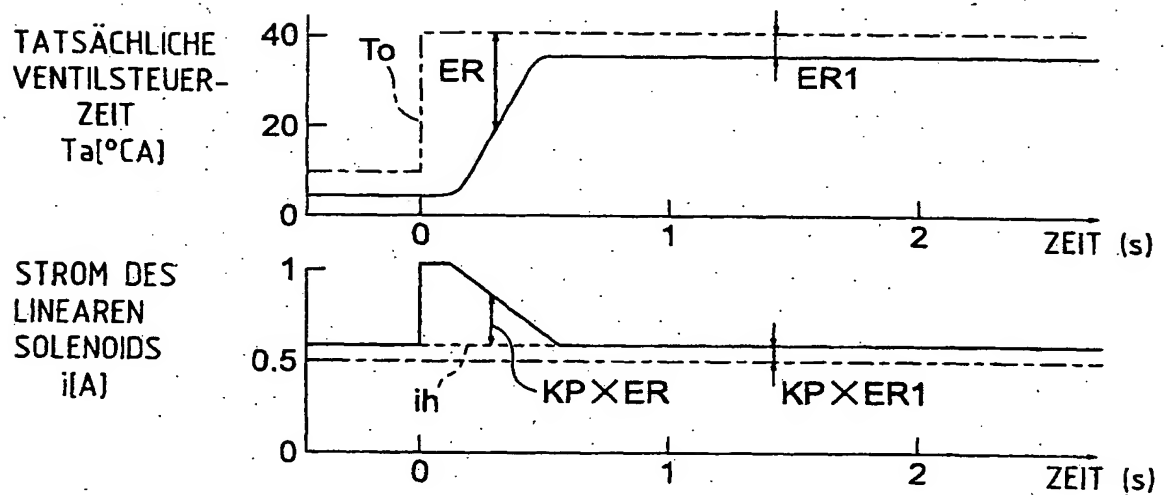 TATSÄCHLICHE
VENTILSTEUER-
ZEIT
Ta[°CA]
40
20
0
To
ER
ER1
0
1
2
ZEIT (s)
STROM DES
LINEAREN
SOLENOIDS
i[A]
1
0.5
0
ih
KP×ER
KP×ER1
0
1
2
ZEIT (s)